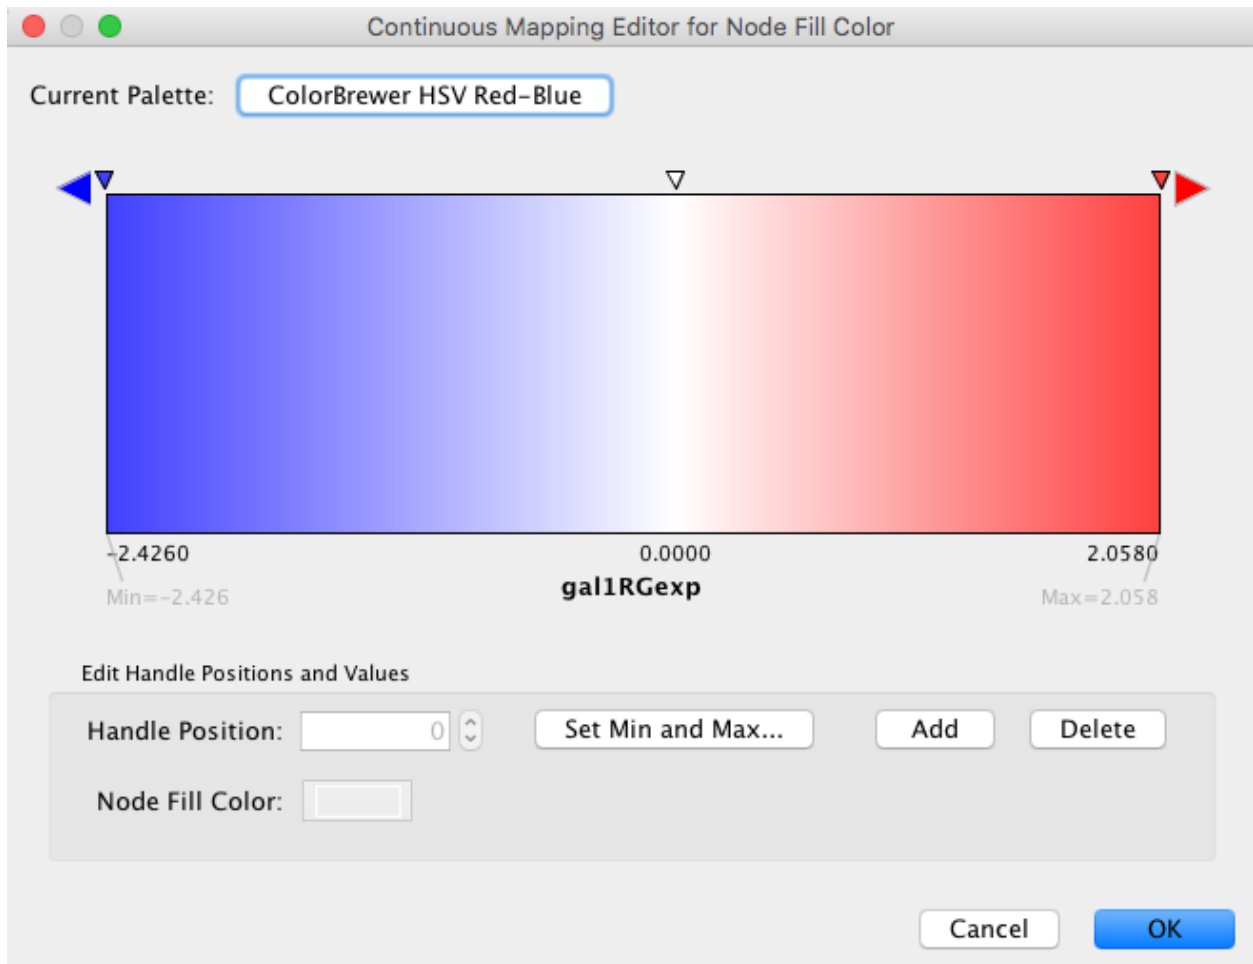 Continuous Mapping Editor for Node Fill Color
Current Palette: ColorBrewer HSV Red-Blue
-2.4260 0.0000 2.0580
Min=-2.426 gal1RGexp Max=2.058
Edit Handle Positions and Values
Handle Position: 0 Set Min and Max... Add Delete
Node Fill Color:
Cancel OK